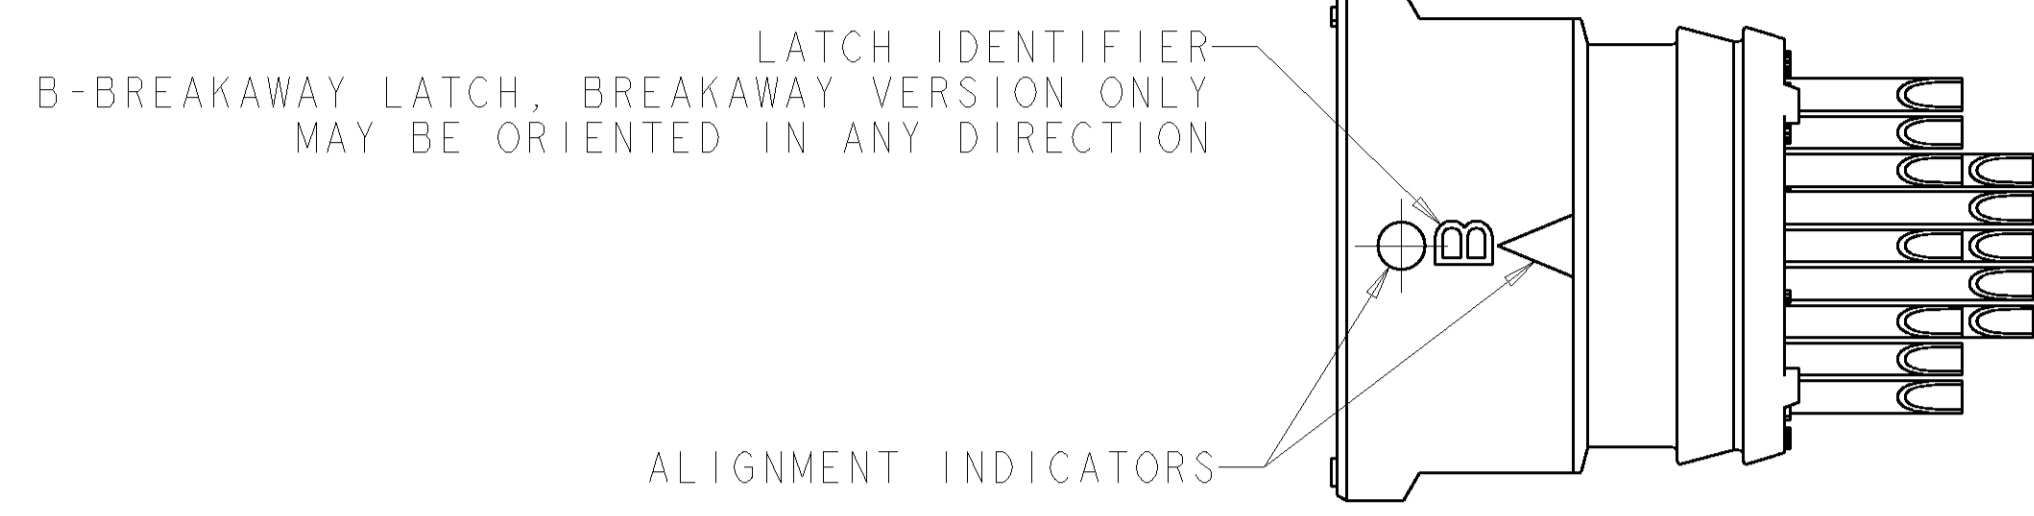 LATCH IDENTIFIER
B-BREAKAWAY LATCH, BREAKAWAY VERSION ONLY
MAY BE ORIENTED IN ANY DIRECTION
B
ALIGNMENT INDICATORS